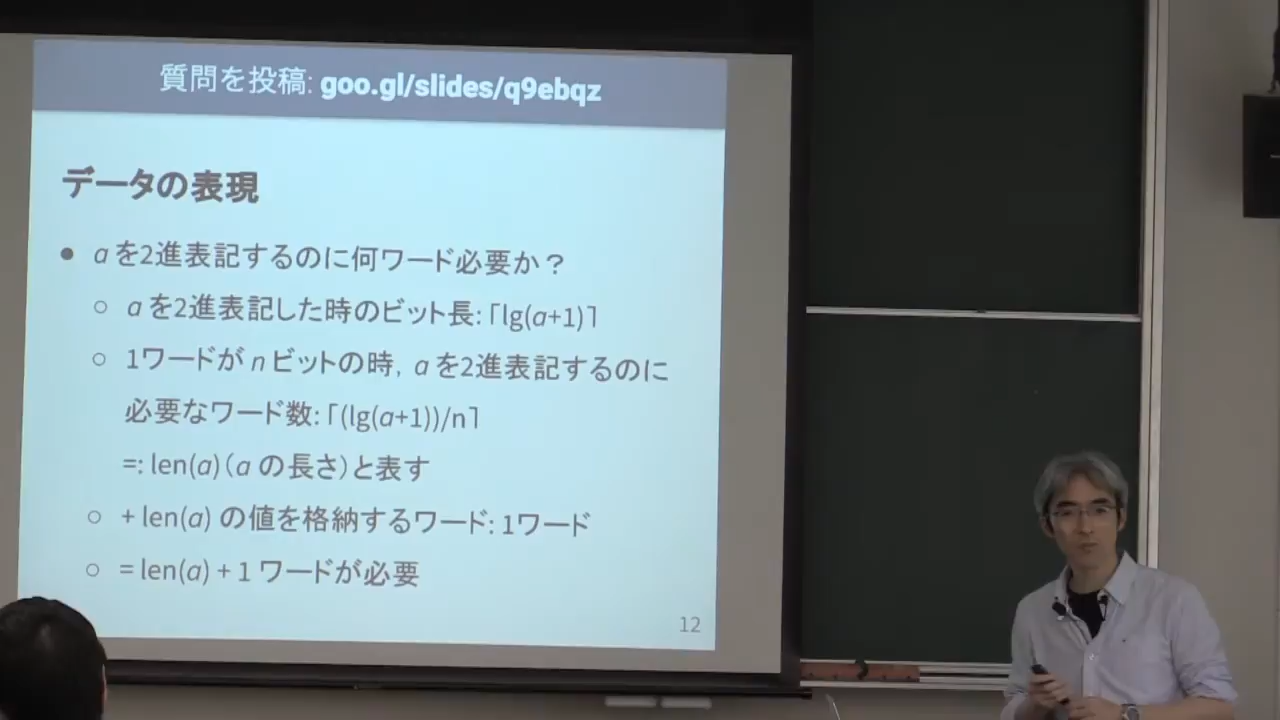 質問を投稿: goo.gl/slides/q9ebqz
データの表現
● a を2進表記するのに何ワード必要か？
○ a を2進表記した時のビット長:「lg(a+1)˥
○ 1ワードが n ビットの時, a を2進表記するのに
必要なワード数:「(lg(a+1))/n˥
=: len(a)（a の長さ）と表す
○ + len(a) の値を格納するワード: 1ワード
○ = len(a) + 1 ワードが必要
12